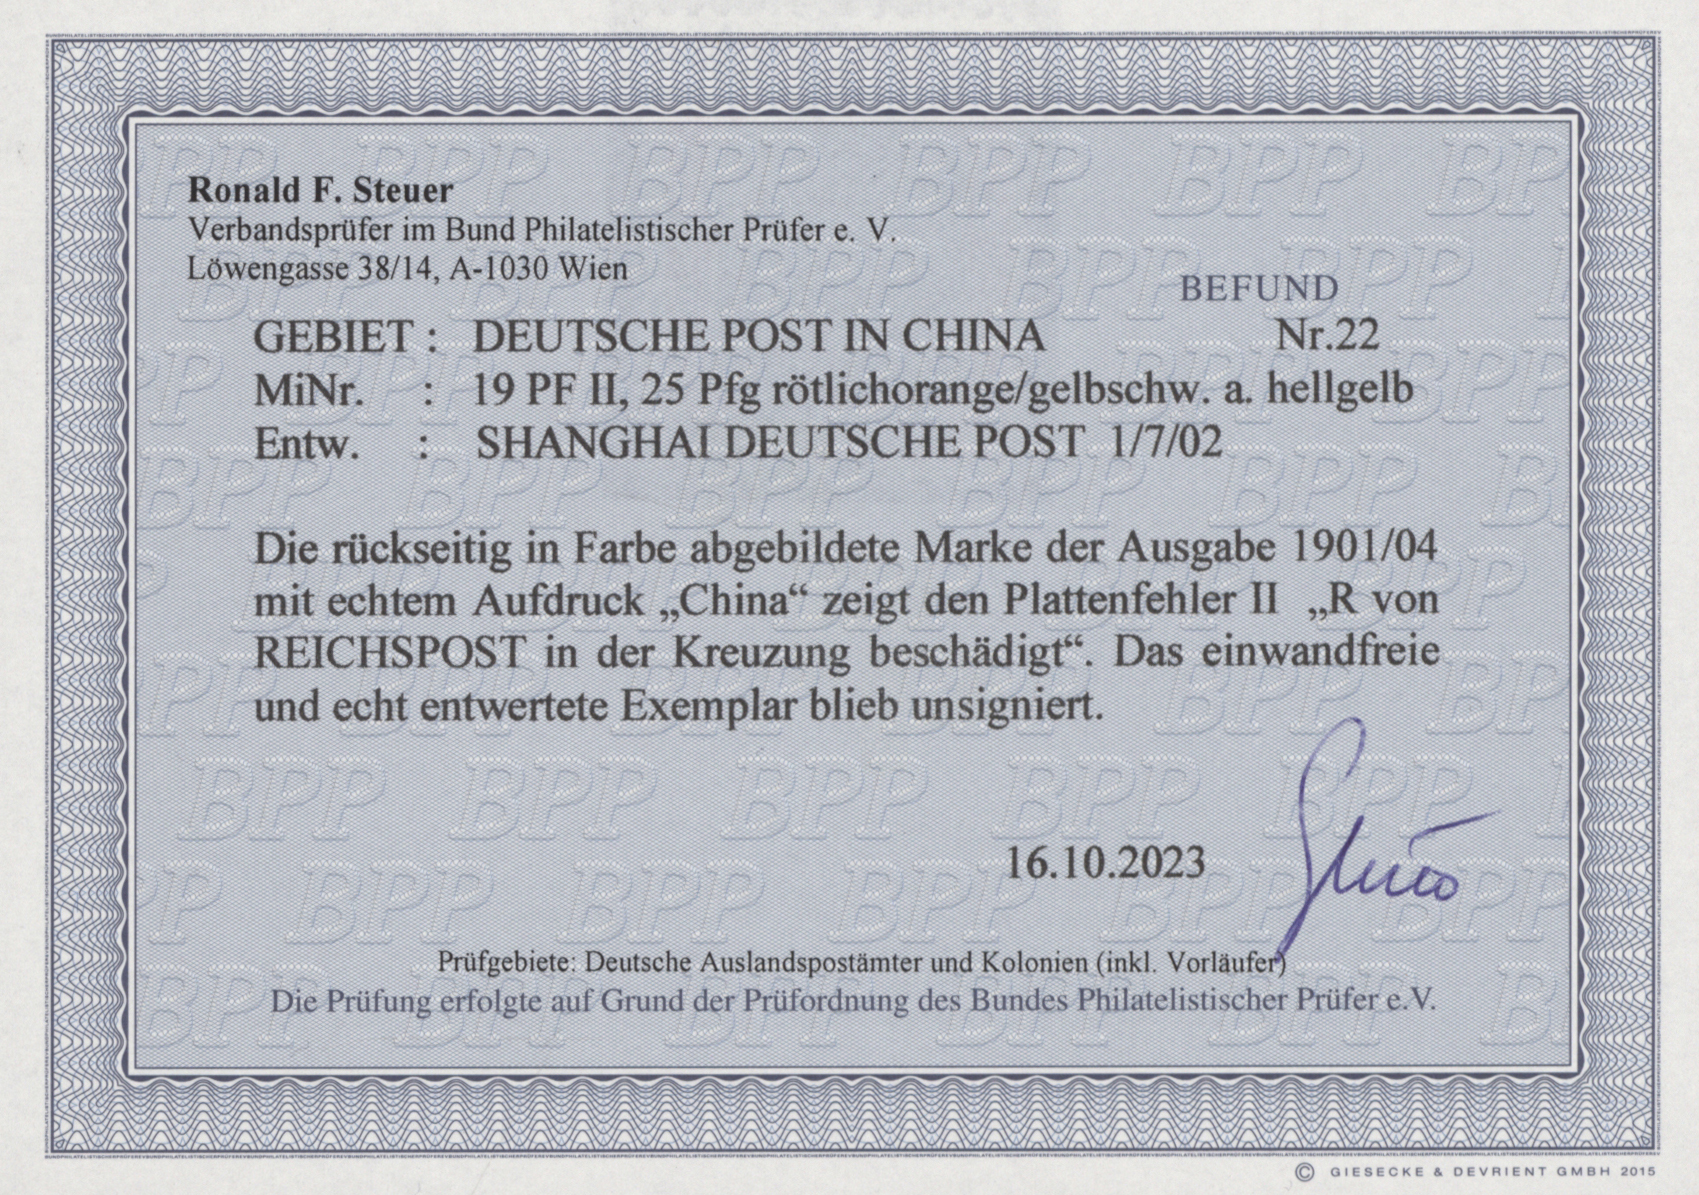 Ronald F. Steuer
Verbandsprüfer im Bund Philatelistischer Prüfer e. V.
Löwengasse 38/14, A-1030 Wien
BEFUND
GEBIET : DEUTSCHE POST IN CHINA Nr.22
MiNr. : 19 PF II, 25 Pfg rötlichorange/gelbschw. a. hellgelb
Entw. : SHANGHAI DEUTSCHE POST 1/7/02
Die rückseitig in Farbe abgebildete Marke der Ausgabe 1901/04
mit echtem Aufdruck „China“ zeigt den Plattenfehler II „R von
REICHSPOST in der Kreuzung beschädigt“. Das einwandfreie
und echt entwertete Exemplar blieb unsigniert.
16.10.2023
Prüfgebiete: Deutsche Auslandspostämter und Kolonien (inkl. Vorläufer)
Die Prüfung erfolgte auf Grund der Prüfordnung des Bundes Philatelistischer Prüfer e.V.
© GIESECKE & DEVRIENT GMBH 2015